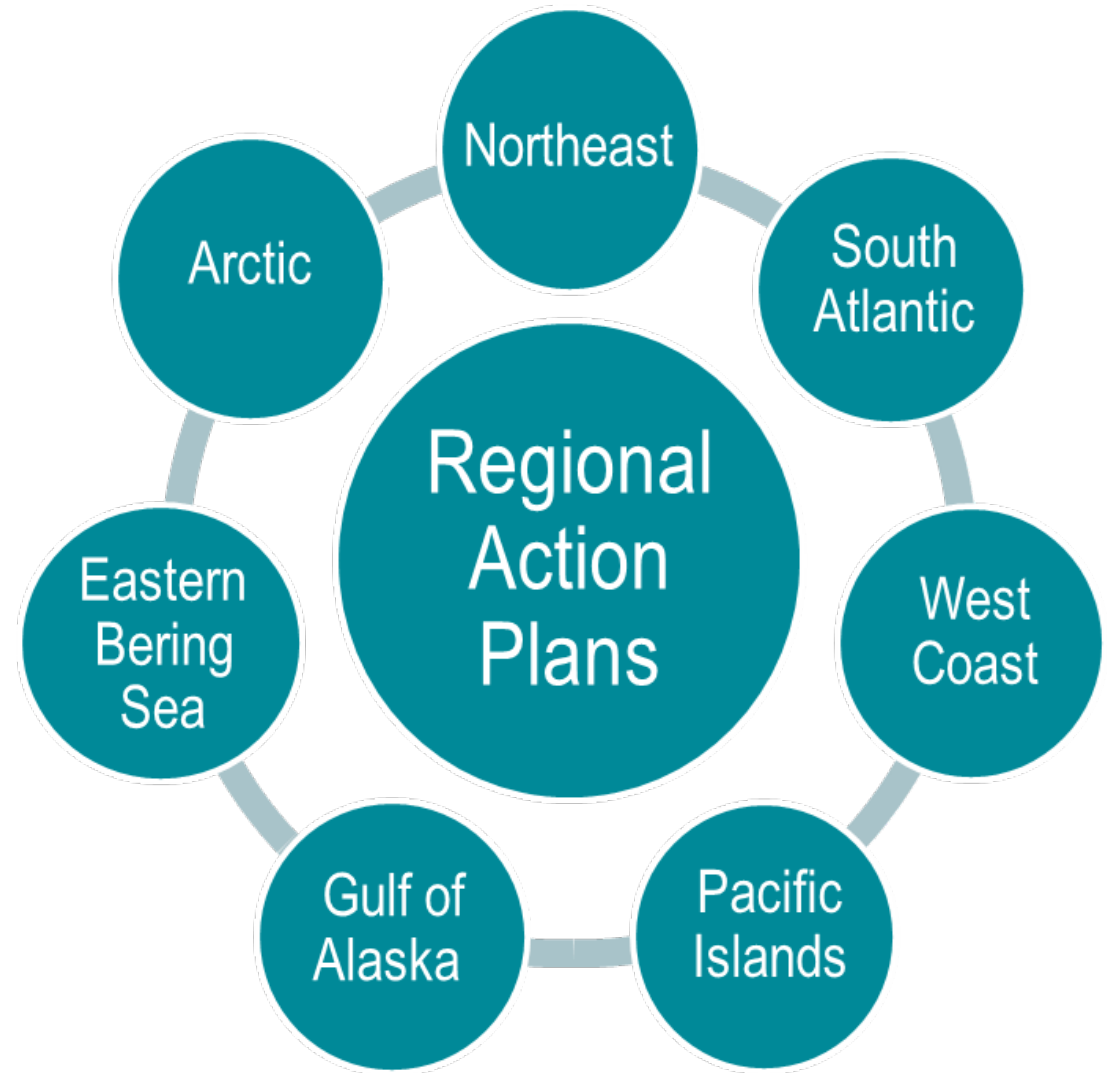 Northeast
South
Atlantic
West
Coast
Pacific
Islands
Gulf of
Alaska
Eastern
Bering
Sea
Arctic
Regional
Action
Plans